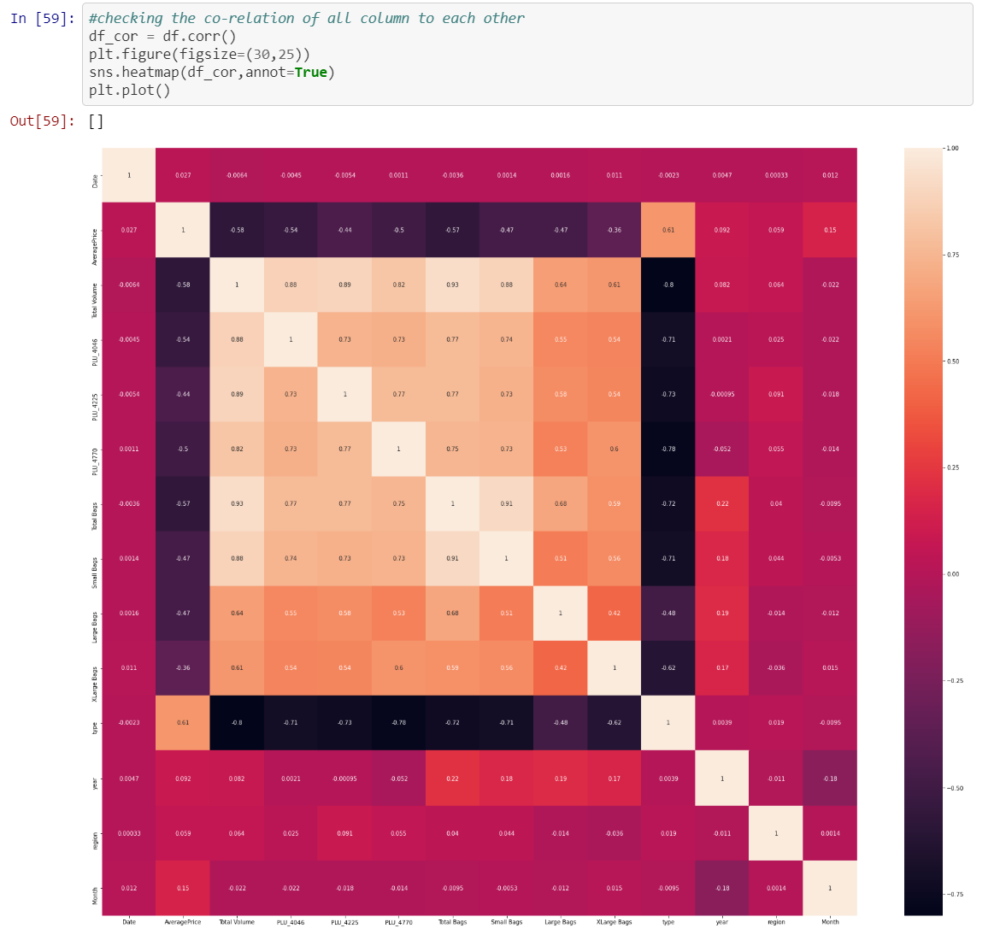 In [59]: #checking the co-relation of all column to each other
df_cor = df.corr()
plt.figure(figsize=(30,25))
sns.heatmap(df_cor,annot=True)
plt.plot()
Out[59]: []
Date 1 0.027 -0.0064 -0.0045 -0.0054 0.0011 -0.0036 0.0014 0.0016 0.011 -0.0023 0.0047 0.00033 0.012
AveragePrice 0.027 1 -0.58 -0.54 -0.44 -0.5 -0.57 -0.47 -0.47 -0.36 0.61 0.092 0.059 0.15
Total Volume -0.0064 -0.58 1 0.88 0.89 0.82 0.93 0.88 0.64 0.61 -0.8 0.082 0.064 -0.022
PLU_4046 -0.0045 -0.54 0.88 1 0.73 0.73 0.77 0.74 0.55 0.54 -0.71 0.0021 0.025 -0.022
PLU_4225 -0.0054 -0.44 0.89 0.73 1 0.77 0.77 0.73 0.58 0.54 -0.73 -0.00095 0.091 -0.018
PLU_4770 0.0011 -0.5 0.82 0.73 0.77 1 0.75 0.73 0.53 0.6 -0.78 -0.052 0.055 -0.014
Total Bags -0.0036 -0.57 0.93 0.77 0.77 0.75 1 0.91 0.68 0.59 -0.72 0.22 0.04 -0.0095
Small Bags 0.0014 -0.47 0.88 0.74 0.73 0.73 0.91 1 0.51 0.56 -0.71 0.18 0.044 -0.0053
Large Bags 0.0016 -0.47 0.64 0.55 0.58 0.53 0.68 0.51 1 0.42 -0.48 0.19 -0.014 -0.012
XLarge Bags 0.011 -0.36 0.61 0.54 0.54 0.6 0.59 0.56 0.42 1 -0.62 0.17 -0.036 0.015
type -0.0023 0.61 -0.8 -0.71 -0.73 -0.78 -0.72 -0.71 -0.48 -0.62 1 0.0039 0.019 -0.0095
year 0.0047 0.092 0.082 0.0021 -0.00095 -0.052 0.22 0.18 0.19 0.17 0.0039 1 -0.011 -0.18
region 0.00033 0.059 0.064 0.025 0.091 0.055 0.04 0.044 -0.014 -0.036 0.019 -0.011 1 0.0014
Month 0.012 0.15 -0.022 -0.022 -0.018 -0.014 -0.0095 -0.0053 -0.012 0.015 -0.0095 -0.18 0.0014 1
Date AveragePrice Total Volume PLU_4046 PLU_4225 PLU_4770 Total Bags Small Bags Large Bags XLarge Bags type year region Month
1.00
0.75
0.50
0.25
0.00
−0.25
−0.50
−0.75